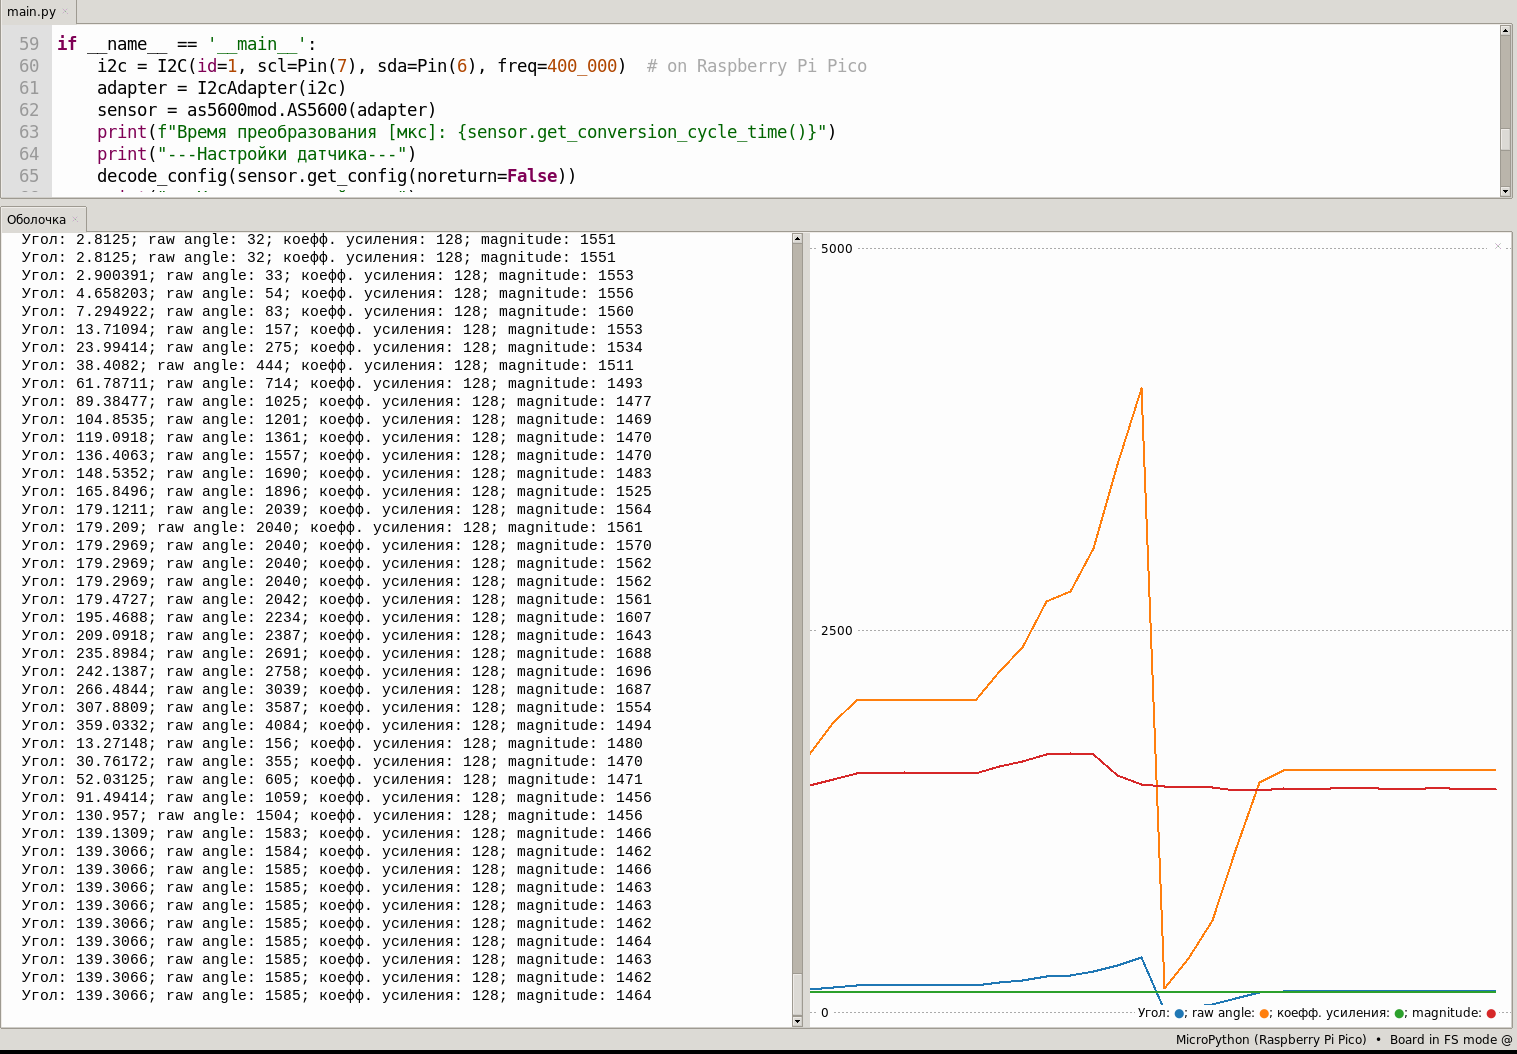 main.py
59 if __name__ == '__main__':
60 i2c = I2C(id=1, scl=Pin(7), sda=Pin(6), freq=400_000)  # on Raspberry Pi Pico
61 adapter = I2cAdapter(i2c)
62 sensor = as5600mod.AS5600(adapter)
63 print(f"Время преобразования [мкс]: {sensor.get_conversion_cycle_time()}")
64 print("---Настройки датчика---")
65 decode_config(sensor.get_config(noreturn=False))
Оболочка
Угол: 2.8125; raw angle: 32; коефф. усиления: 128; magnitude: 1551
Угол: 2.8125; raw angle: 32; коефф. усиления: 128; magnitude: 1551
Угол: 2.900391; raw angle: 33; коефф. усиления: 128; magnitude: 1553
Угол: 4.658203; raw angle: 54; коефф. усиления: 128; magnitude: 1556
Угол: 7.294922; raw angle: 83; коефф. усиления: 128; magnitude: 1560
Угол: 13.71094; raw angle: 157; коефф. усиления: 128; magnitude: 1553
Угол: 23.99414; raw angle: 275; коефф. усиления: 128; magnitude: 1534
Угол: 38.4082; raw angle: 444; коефф. усиления: 128; magnitude: 1511
Угол: 61.78711; raw angle: 714; коефф. усиления: 128; magnitude: 1493
Угол: 89.38477; raw angle: 1025; коефф. усиления: 128; magnitude: 1477
Угол: 104.8535; raw angle: 1201; коефф. усиления: 128; magnitude: 1469
Угол: 119.0918; raw angle: 1361; коефф. усиления: 128; magnitude: 1470
Угол: 136.4063; raw angle: 1557; коефф. усиления: 128; magnitude: 1470
Угол: 148.5352; raw angle: 1690; коефф. усиления: 128; magnitude: 1483
Угол: 165.8496; raw angle: 1896; коефф. усиления: 128; magnitude: 1525
Угол: 179.1211; raw angle: 2039; коефф. усиления: 128; magnitude: 1564
Угол: 179.209; raw angle: 2040; коефф. усиления: 128; magnitude: 1561
Угол: 179.2969; raw angle: 2040; коефф. усиления: 128; magnitude: 1570
Угол: 179.2969; raw angle: 2040; коефф. усиления: 128; magnitude: 1562
Угол: 179.2969; raw angle: 2040; коефф. усиления: 128; magnitude: 1562
Угол: 179.4727; raw angle: 2042; коефф. усиления: 128; magnitude: 1561
Угол: 195.4688; raw angle: 2234; коефф. усиления: 128; magnitude: 1607
Угол: 209.0918; raw angle: 2387; коефф. усиления: 128; magnitude: 1643
Угол: 235.8984; raw angle: 2691; коефф. усиления: 128; magnitude: 1688
Угол: 242.1387; raw angle: 2758; коефф. усиления: 128; magnitude: 1696
Угол: 266.4844; raw angle: 3039; коефф. усиления: 128; magnitude: 1687
Угол: 307.8809; raw angle: 3587; коефф. усиления: 128; magnitude: 1554
Угол: 359.0332; raw angle: 4084; коефф. усиления: 128; magnitude: 1494
Угол: 13.27148; raw angle: 156; коефф. усиления: 128; magnitude: 1480
Угол: 30.76172; raw angle: 355; коефф. усиления: 128; magnitude: 1470
Угол: 52.03125; raw angle: 605; коефф. усиления: 128; magnitude: 1471
Угол: 91.49414; raw angle: 1059; коефф. усиления: 128; magnitude: 1456
Угол: 130.957; raw angle: 1504; коефф. усиления: 128; magnitude: 1456
Угол: 139.1309; raw angle: 1583; коефф. усиления: 128; magnitude: 1466
Угол: 139.3066; raw angle: 1584; коефф. усиления: 128; magnitude: 1462
Угол: 139.3066; raw angle: 1585; коефф. усиления: 128; magnitude: 1466
Угол: 139.3066; raw angle: 1585; коефф. усиления: 128; magnitude: 1463
Угол: 139.3066; raw angle: 1585; коефф. усиления: 128; magnitude: 1463
Угол: 139.3066; raw angle: 1585; коефф. усиления: 128; magnitude: 1462
Угол: 139.3066; raw angle: 1585; коефф. усиления: 128; magnitude: 1464
Угол: 139.3066; raw angle: 1585; коефф. усиления: 128; magnitude: 1463
Угол: 139.3066; raw angle: 1585; коефф. усиления: 128; magnitude: 1462
Угол: 139.3066; raw angle: 1585; коефф. усиления: 128; magnitude: 1464
5000
2500
0
Угол: ●; raw angle: ●; коефф. усиления: ●; magnitude: ●
MicroPython (Raspberry Pi Pico) • Board in FS mode @